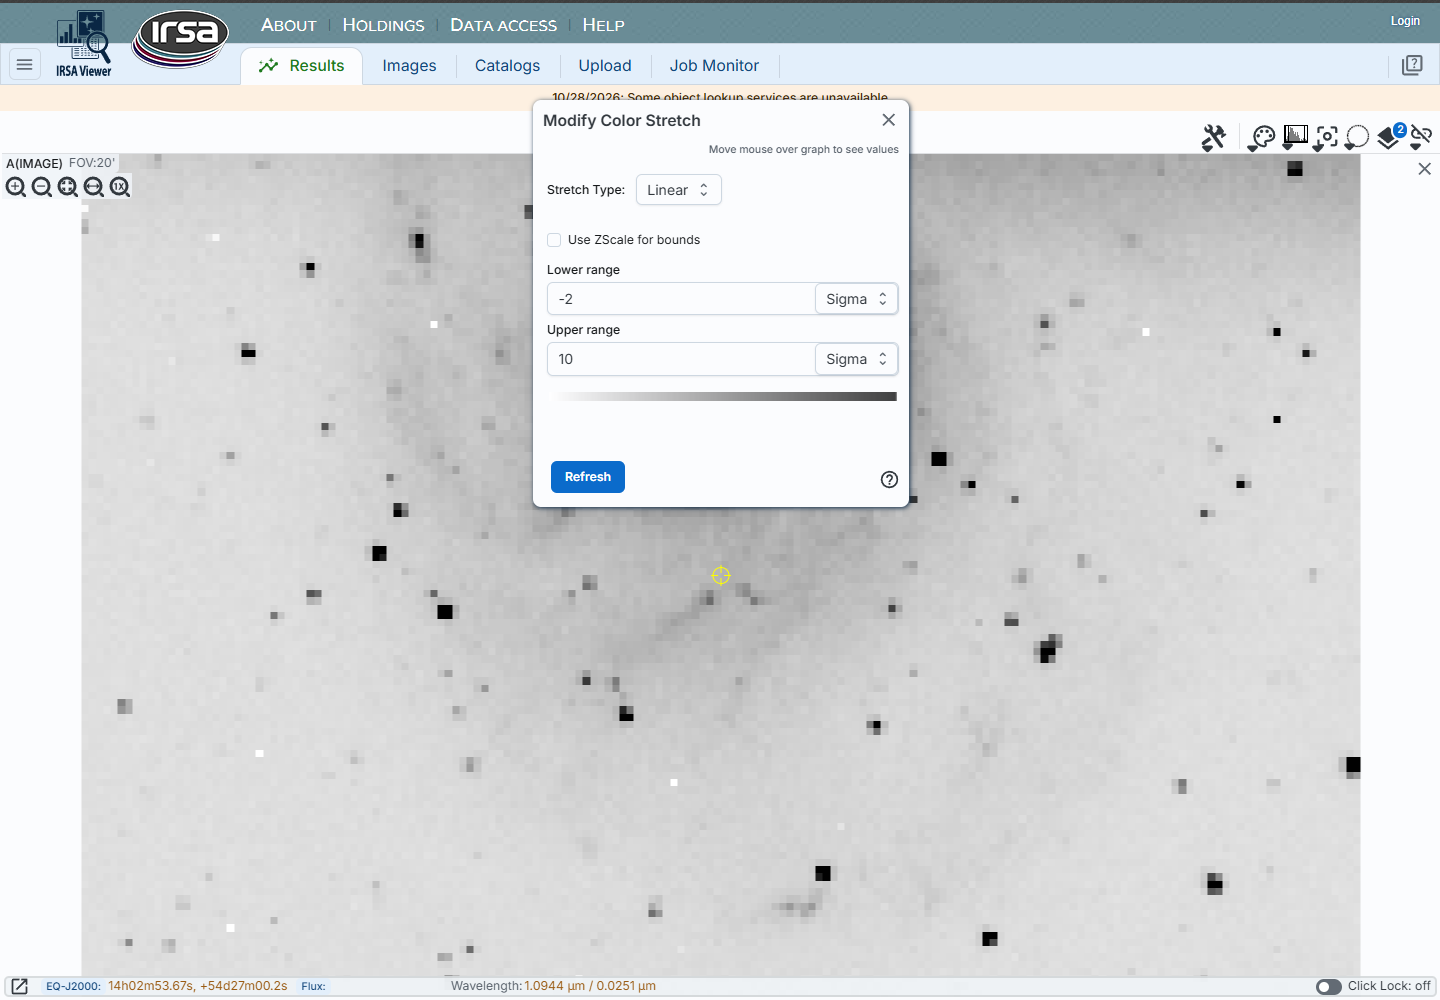 IRSA Viewer
Irsa
ABOUT
HOLDINGS
DATA ACCESS
HELP
Login
Results
Images
Catalogs
Upload
Job Monitor
10/28/2026: Some object lookup services are unavailable
2
A(IMAGE) FOV:20'
1X
Modify Color Stretch
Move mouse over graph to see values
Stretch Type: Linear
Use ZScale for bounds
Lower range
-2 Sigma
Upper range
10 Sigma
Refresh
EQ-J2000: 14h02m53.67s, +54d27m00.2s Flux: Wavelength: 1.0944 μm / 0.0251 μm Click Lock: off